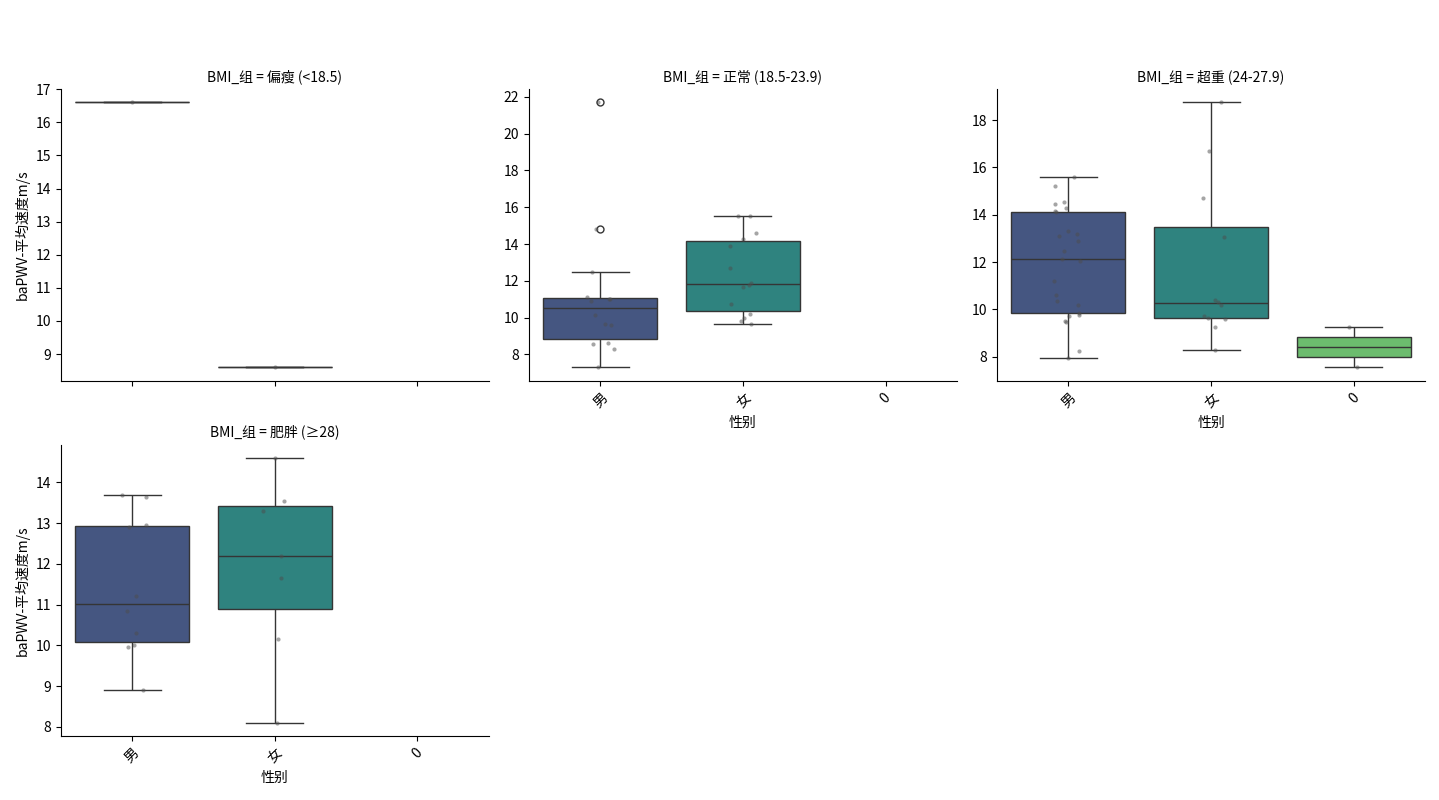 BMI_组 = 偏瘦 (<18.5)
baPWV-平均速度m/s
17
16
15
14
13
12
11
10
9
BMI_组 = 正常 (18.5-23.9)
22
20
18
16
14
12
10
8
男 女 0
性别
BMI_组 = 超重 (24-27.9)
18
16
14
12
10
8
男 女 0
性别
BMI_组 = 肥胖 (≥28)
baPWV-平均速度m/s
14
13
12
11
10
9
8
男 女 0
性别